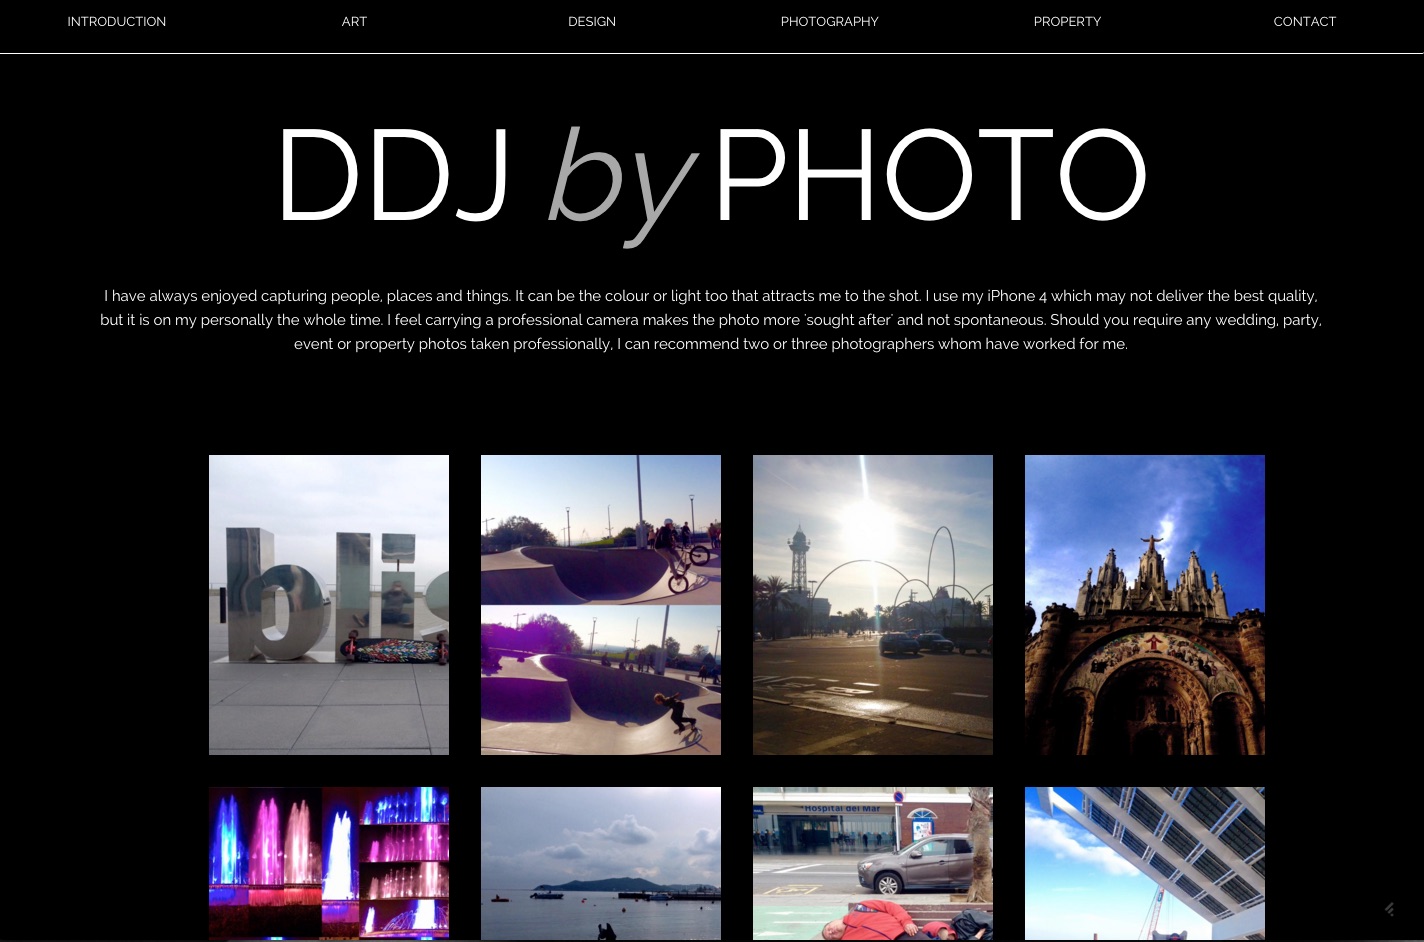 INTRODUCTION ART DESIGN PHOTOGRAPHY PROPERTY CONTACT
DDJ by PHOTO
I have always enjoyed capturing people, places and things. It can be the colour or light too that attracts me to the shot. I use my iPhone 4 which may not deliver the best quality,
but it is on my personally the whole time. I feel carrying a professional camera makes the photo more 'sought after' and not spontaneous. Should you require any wedding, party,
event or property photos taken professionally, I can recommend two or three photographers whom have worked for me.
blis
Hospital del Mar